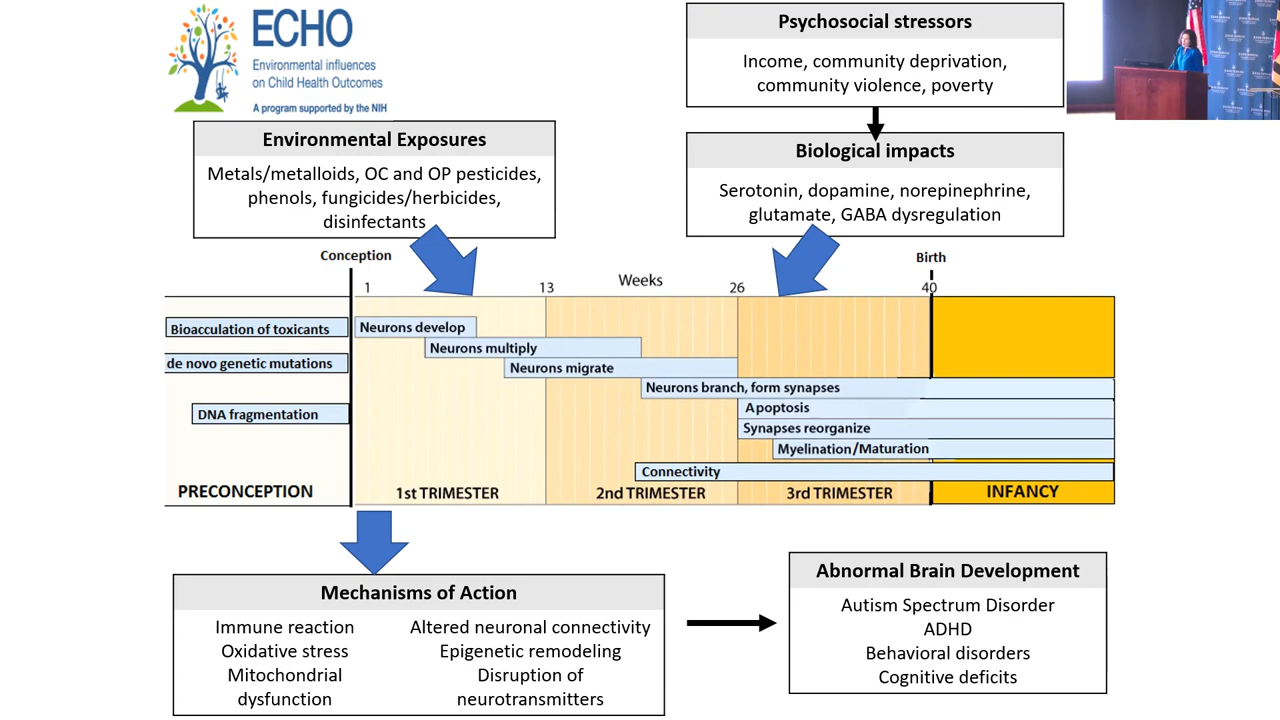 ECHO
Environmental influences
on Child Health Outcomes
A program supported by the NIH
Psychosocial stressors
Income, community deprivation,
community violence, poverty
Environmental Exposures
Metals/metalloids, OC and OP pesticides,
phenols, fungicides/herbicides,
disinfectants
Biological impacts
Serotonin, dopamine, norepinephrine,
glutamate, GABA dysregulation
Conception
Birth
Weeks
1
13
26
40
Bioacculation of toxicants
Neurons develop
Neurons multiply
de novo genetic mutations
Neurons migrate
Neurons branch, form synapses
Apoptosis
DNA fragmentation
Synapses reorganize
Myelination/Maturation
Connectivity
PRECONCEPTION
1st TRIMESTER
2nd TRIMESTER
3rd TRIMESTER
INFANCY
Mechanisms of Action
Immune reaction
Oxidative stress
Mitochondrial
dysfunction
Altered neuronal connectivity
Epigenetic remodeling
Disruption of
neurotransmitters
Abnormal Brain Development
Autism Spectrum Disorder
ADHD
Behavioral disorders
Cognitive deficits